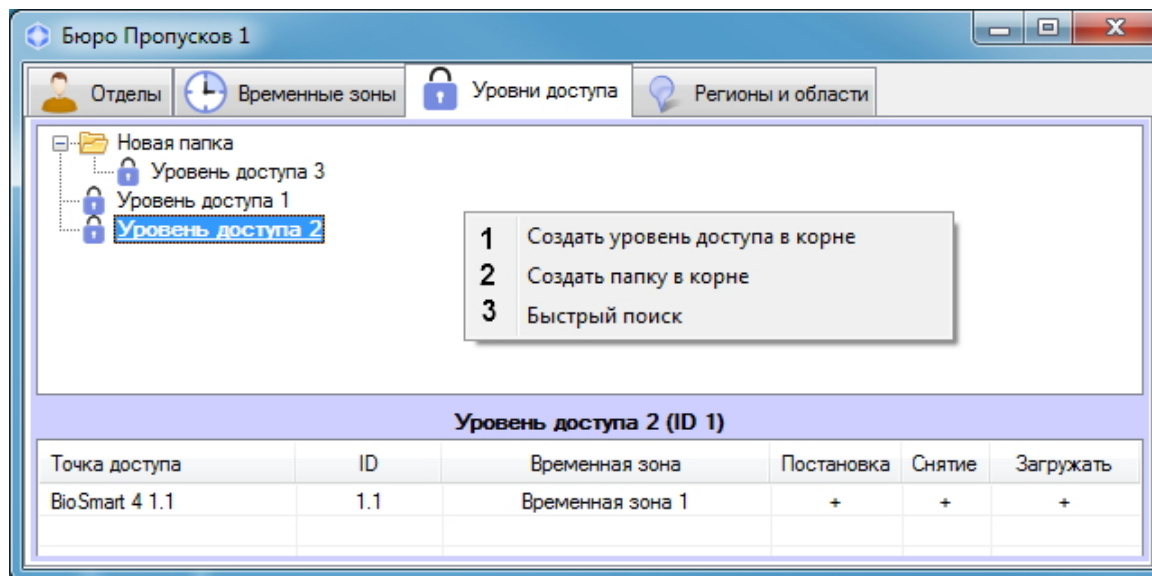 Бюро Пропусков 1
Отделы Временные зоны Уровни доступа Регионы и области
Новая папка
Уровень доступа 3
Уровень доступа 1
Уровень доступа 2
1 Создать уровень доступа в корне
2 Создать папку в корне
3 Быстрый поиск
Уровень доступа 2 (ID 1)
Точка доступа ID Временная зона Постановка Снятие Загружать
BioSmart 4 1.1 1.1 Временная зона 1 + + +